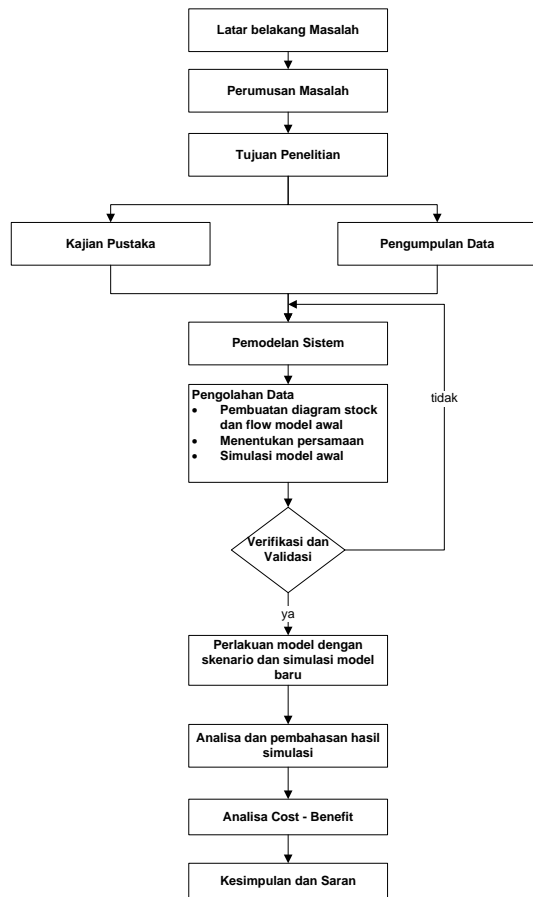 Latar belakang Masalah
Perumusan Masalah
Tujuan Penelitian
Kajian Pustaka
Pengumpulan Data
Pemodelan Sistem
Pengolahan Data
• Pembuatan diagram stock
dan flow model awal
• Menentukan persamaan
• Simulasi model awal
tidak
Verifikasi dan
Validasi
ya
Perlakuan model dengan
skenario dan simulasi model
baru
Analisa dan pembahasan hasil
simulasi
Analisa Cost - Benefit
Kesimpulan dan Saran